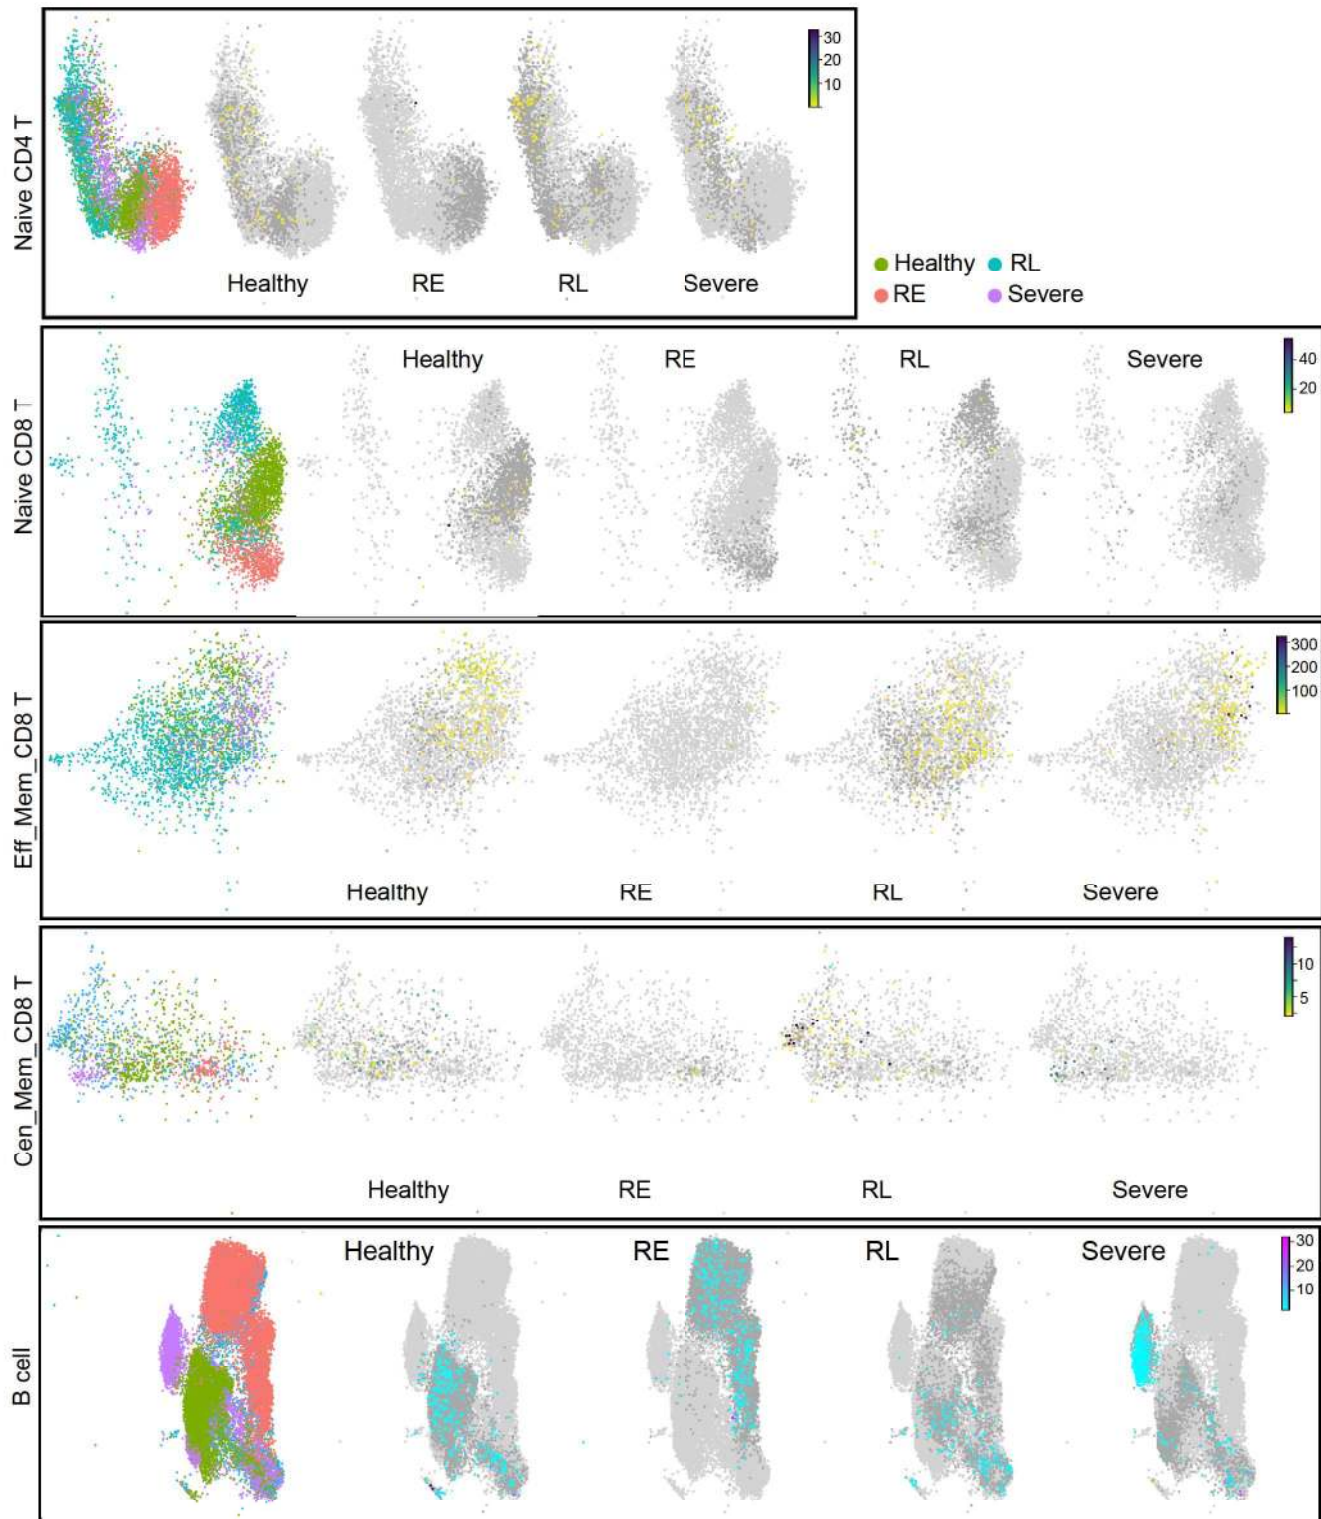 Naive CD4 T
30
20
10
Healthy RE RL Severe
Healthy RL
RE Severe
Naive CD8 T
Healthy RE RL Severe
40
20
Eff_Mem_CD8 T
300
200
100
Healthy RE RL Severe
Cen_Mem_CD8 T
10
5
Healthy RE RL Severe
B cell
Healthy RE RL Severe
30
20
10